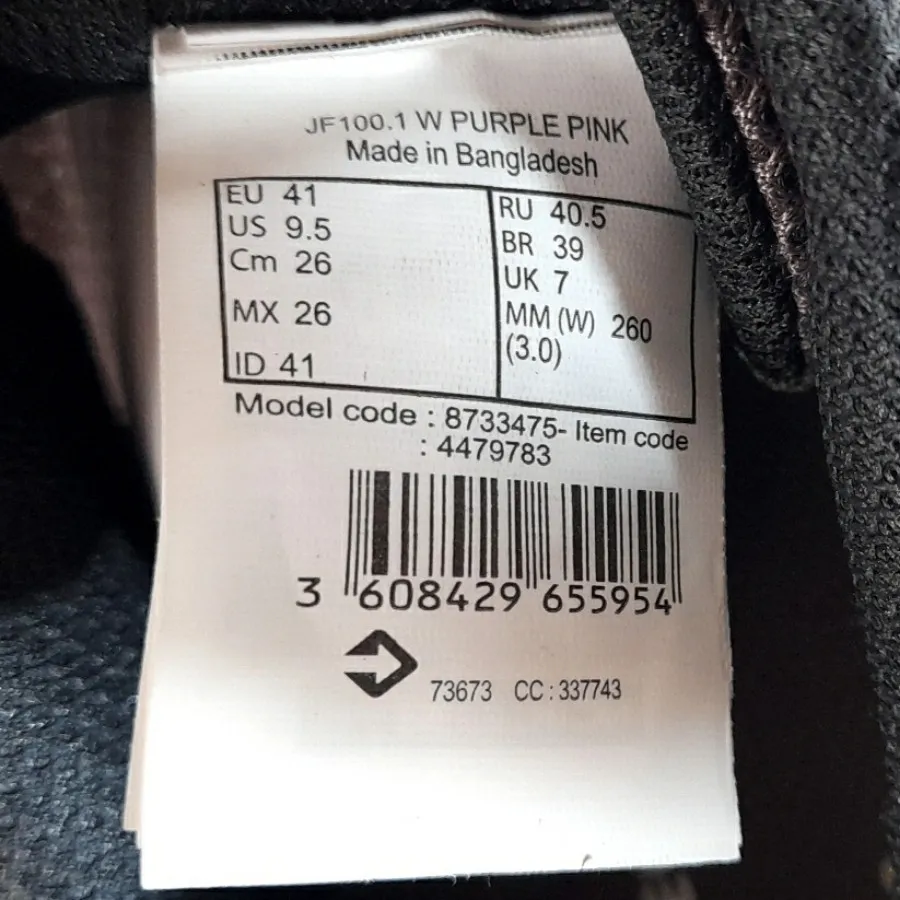 JF100.1 W PURPLE PINK
Made in Bangladesh
EU 41
US 9.5
Cm 26
MX 26
ID 41
RU 40.5
BR 39
UK 7
MM (W) 260
(3.0)
Model code : 8733475- Item code
: 4479783
3 608429 655954
73673 CC : 337743